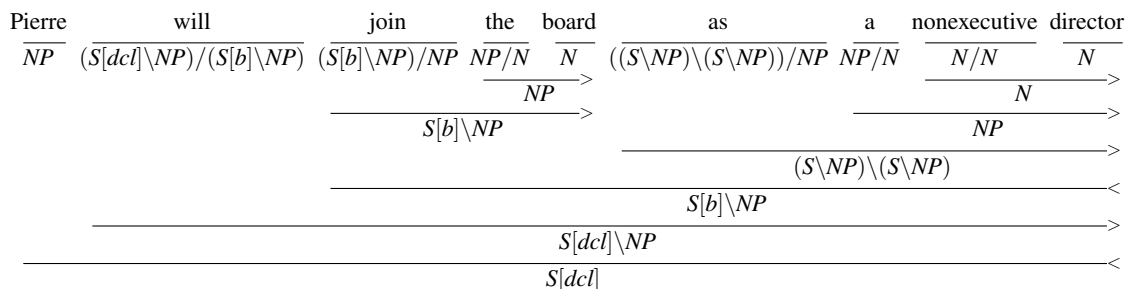 Pierre will join the board as a nonexecutive director
NP (S[dcl]\NP)/(S[b]\NP) (S[b]\NP)/NP NP/N N ((S\NP)\(S\NP))/NP NP/N N/N N
> >
NP N
> >
S[b]\NP NP
>
(S\NP)\(S\NP)
<
S[b]\NP
>
S[dcl]\NP
<
S[dcl]